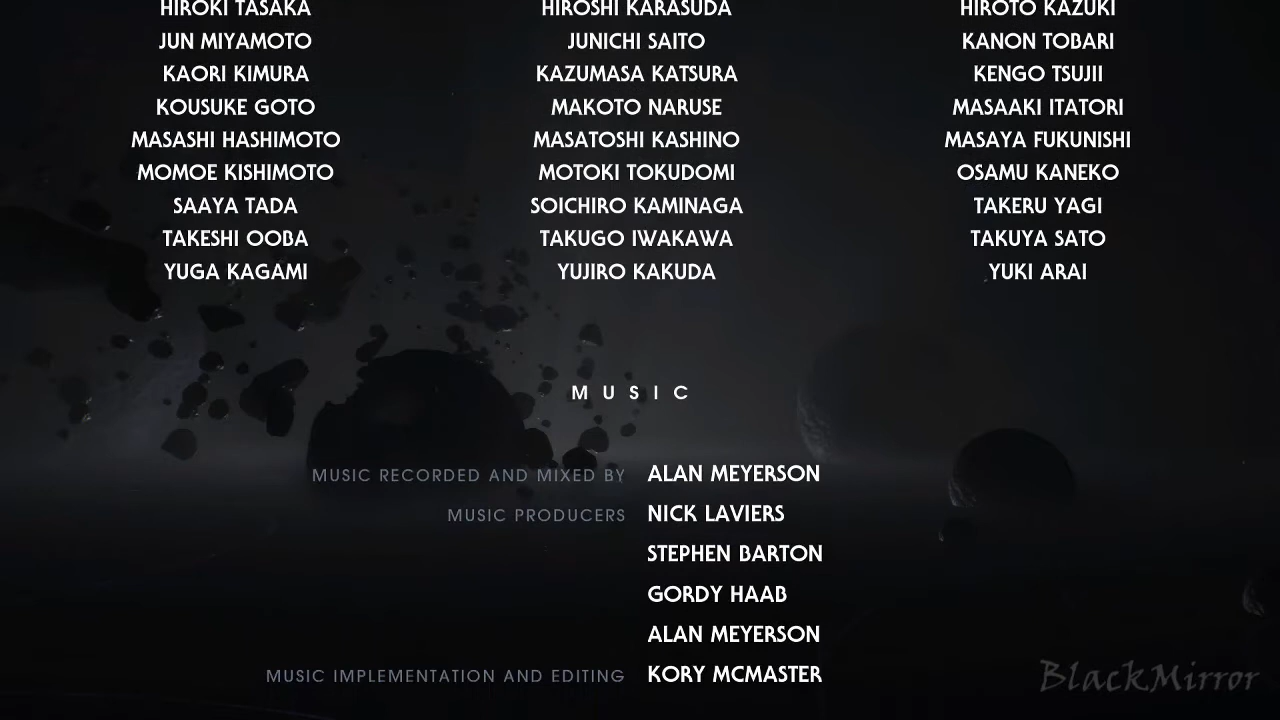 HIROKI TASAKA HIROSHI KARASUDA HIROTO KAZUKI
JUN MIYAMOTO JUNICHI SAITO KANON TOBARI
KAORI KIMURA KAZUMASA KATSURA KENGO TSUJII
KOUSUKE GOTO MAKOTO NARUSE MASAAKI ITATORI
MASASHI HASHIMOTO MASATOSHI KASHINO MASAYA FUKUNISHI
MOMOE KISHIMOTO MOTOKI TOKUDOMI OSAMU KANEKO
SAAYA TADA SOICHIRO KAMINAGA TAKERU YAGI
TAKESHI OOBA TAKUGO IWAKAWA TAKUYA SATO
YUGA KAGAMI YUJIRO KAKUDA YUKI ARAI
MUSIC
MUSIC RECORDED AND MIXED BY ALAN MEYERSON
MUSIC PRODUCERS NICK LAVIERS
STEPHEN BARTON
GORDY HAAB
ALAN MEYERSON
MUSIC IMPLEMENTATION AND EDITING KORY MCMASTER
BlackMirror